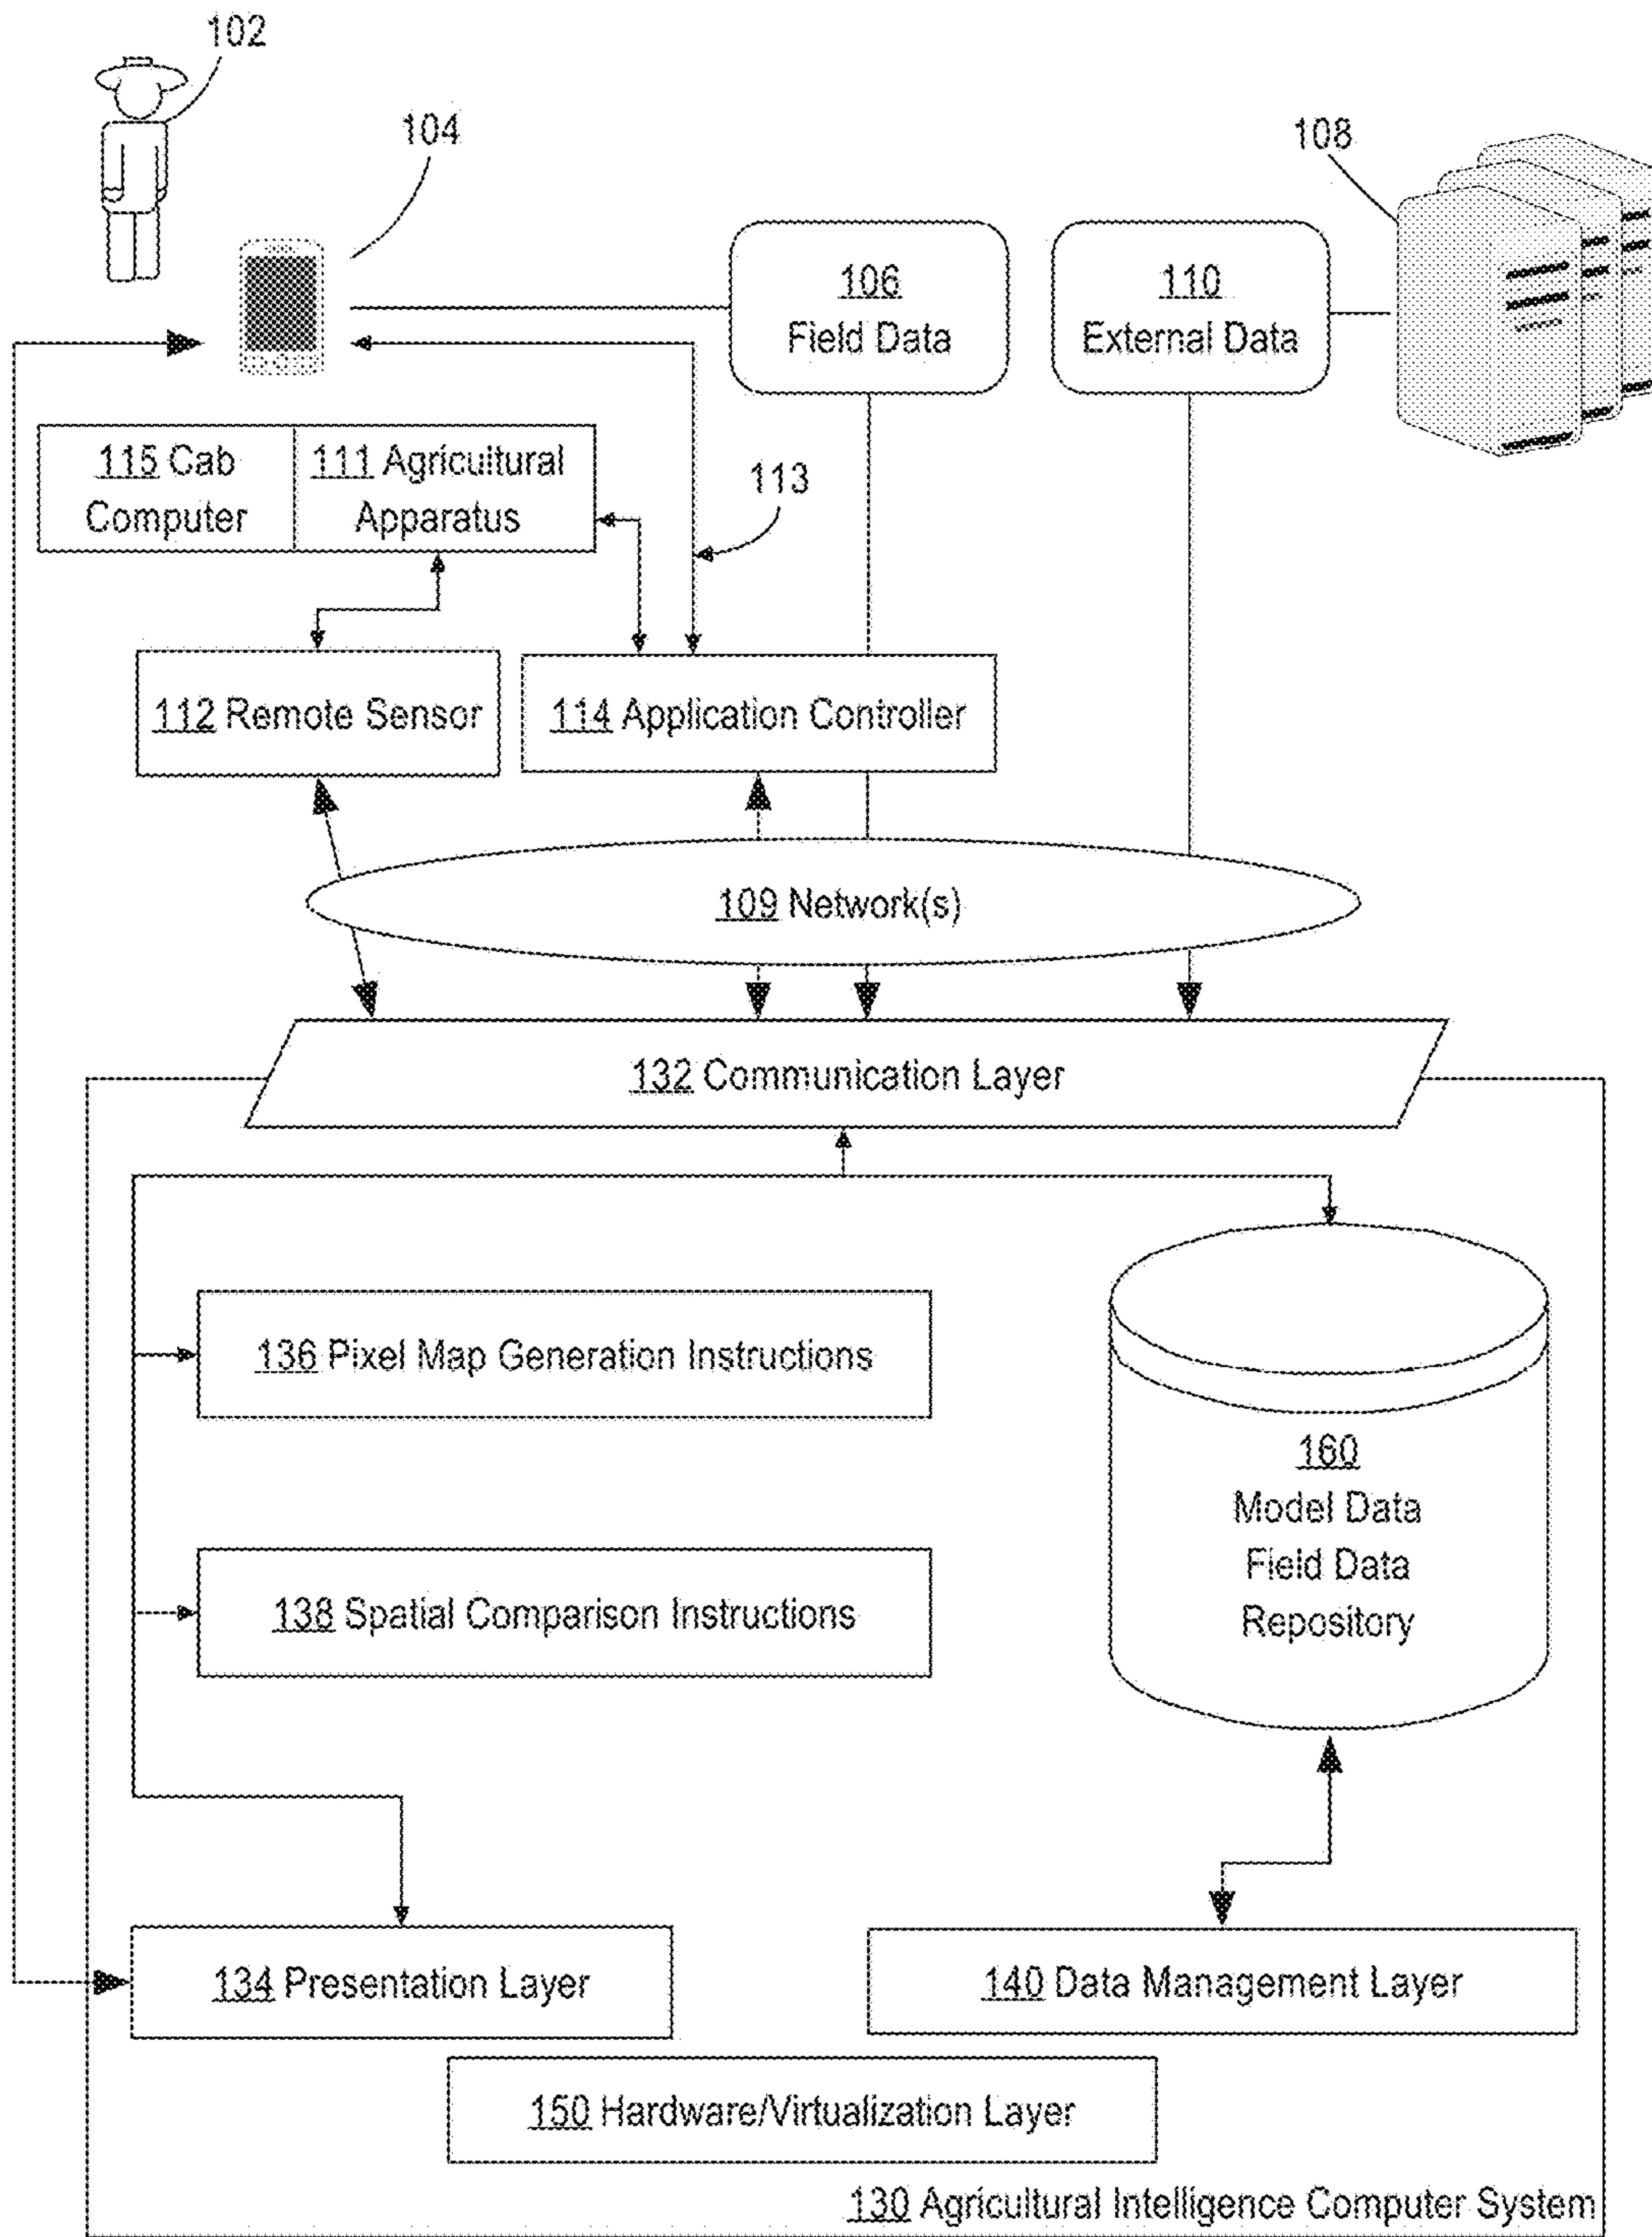 102
104
108
106
Field Data
110
External Data
115 Cab
Computer
111 Agricultural
Apparatus
113
112 Remote Sensor
114 Application Controller
109 Network(s)
132 Communication Layer
136 Pixel Map Generation Instructions
160
Model Data
Field Data
Repository
138 Spatial Comparison Instructions
134 Presentation Layer
140 Data Management Layer
150 Hardware/Virtualization Layer
130 Agricultural Intelligence Computer System